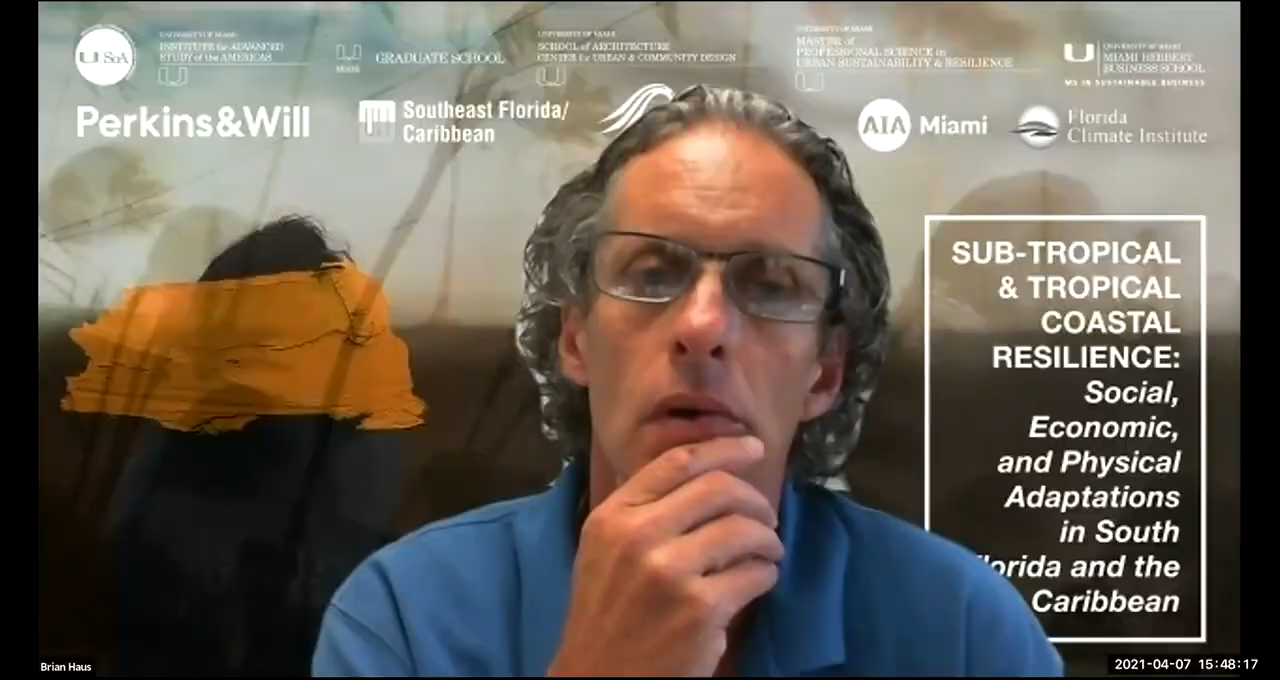 U SoA
UNIVERSITY OF MIAMI
INSTITUTE for ADVANCED
STUDY of the AMERICAS
U
GRADUATE SCHOOL
UNIVERSITY OF MIAMI
SCHOOL of ARCHITECTURE
CENTER for URBAN & COMMUNITY DESIGN
UNIVERSITY OF MIAMI
MASTER of
PROFESSIONAL SCIENCE in
URBAN SUSTAINABILITY & RESILIENCE
UNIVERSITY OF MIAMI
MIAMI HERBERT
BUSINESS SCHOOL
MS IN SUSTAINABLE BUSINESS
Perkins&Will
Southeast Florida/
Caribbean
AIA Miami
Florida
Climate Institute
SUB-TROPICAL
& TROPICAL
COASTAL
RESILIENCE:
Social,
Economic,
and Physical
Adaptations
in South
lorida and the
Caribbean
Brian Haus
2021-04-07 15:48:17